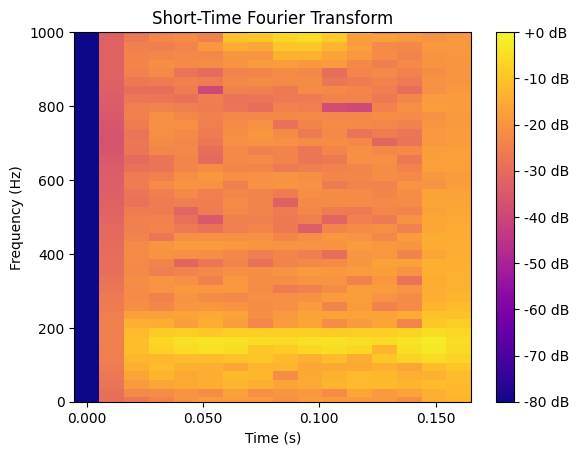 Short-Time Fourier Transform
1000
800
600
400
200
0
Frequency (Hz)
0.000
0.050
0.100
0.150
Time (s)
+0 dB
-10 dB
-20 dB
-30 dB
-40 dB
-50 dB
-60 dB
-70 dB
-80 dB